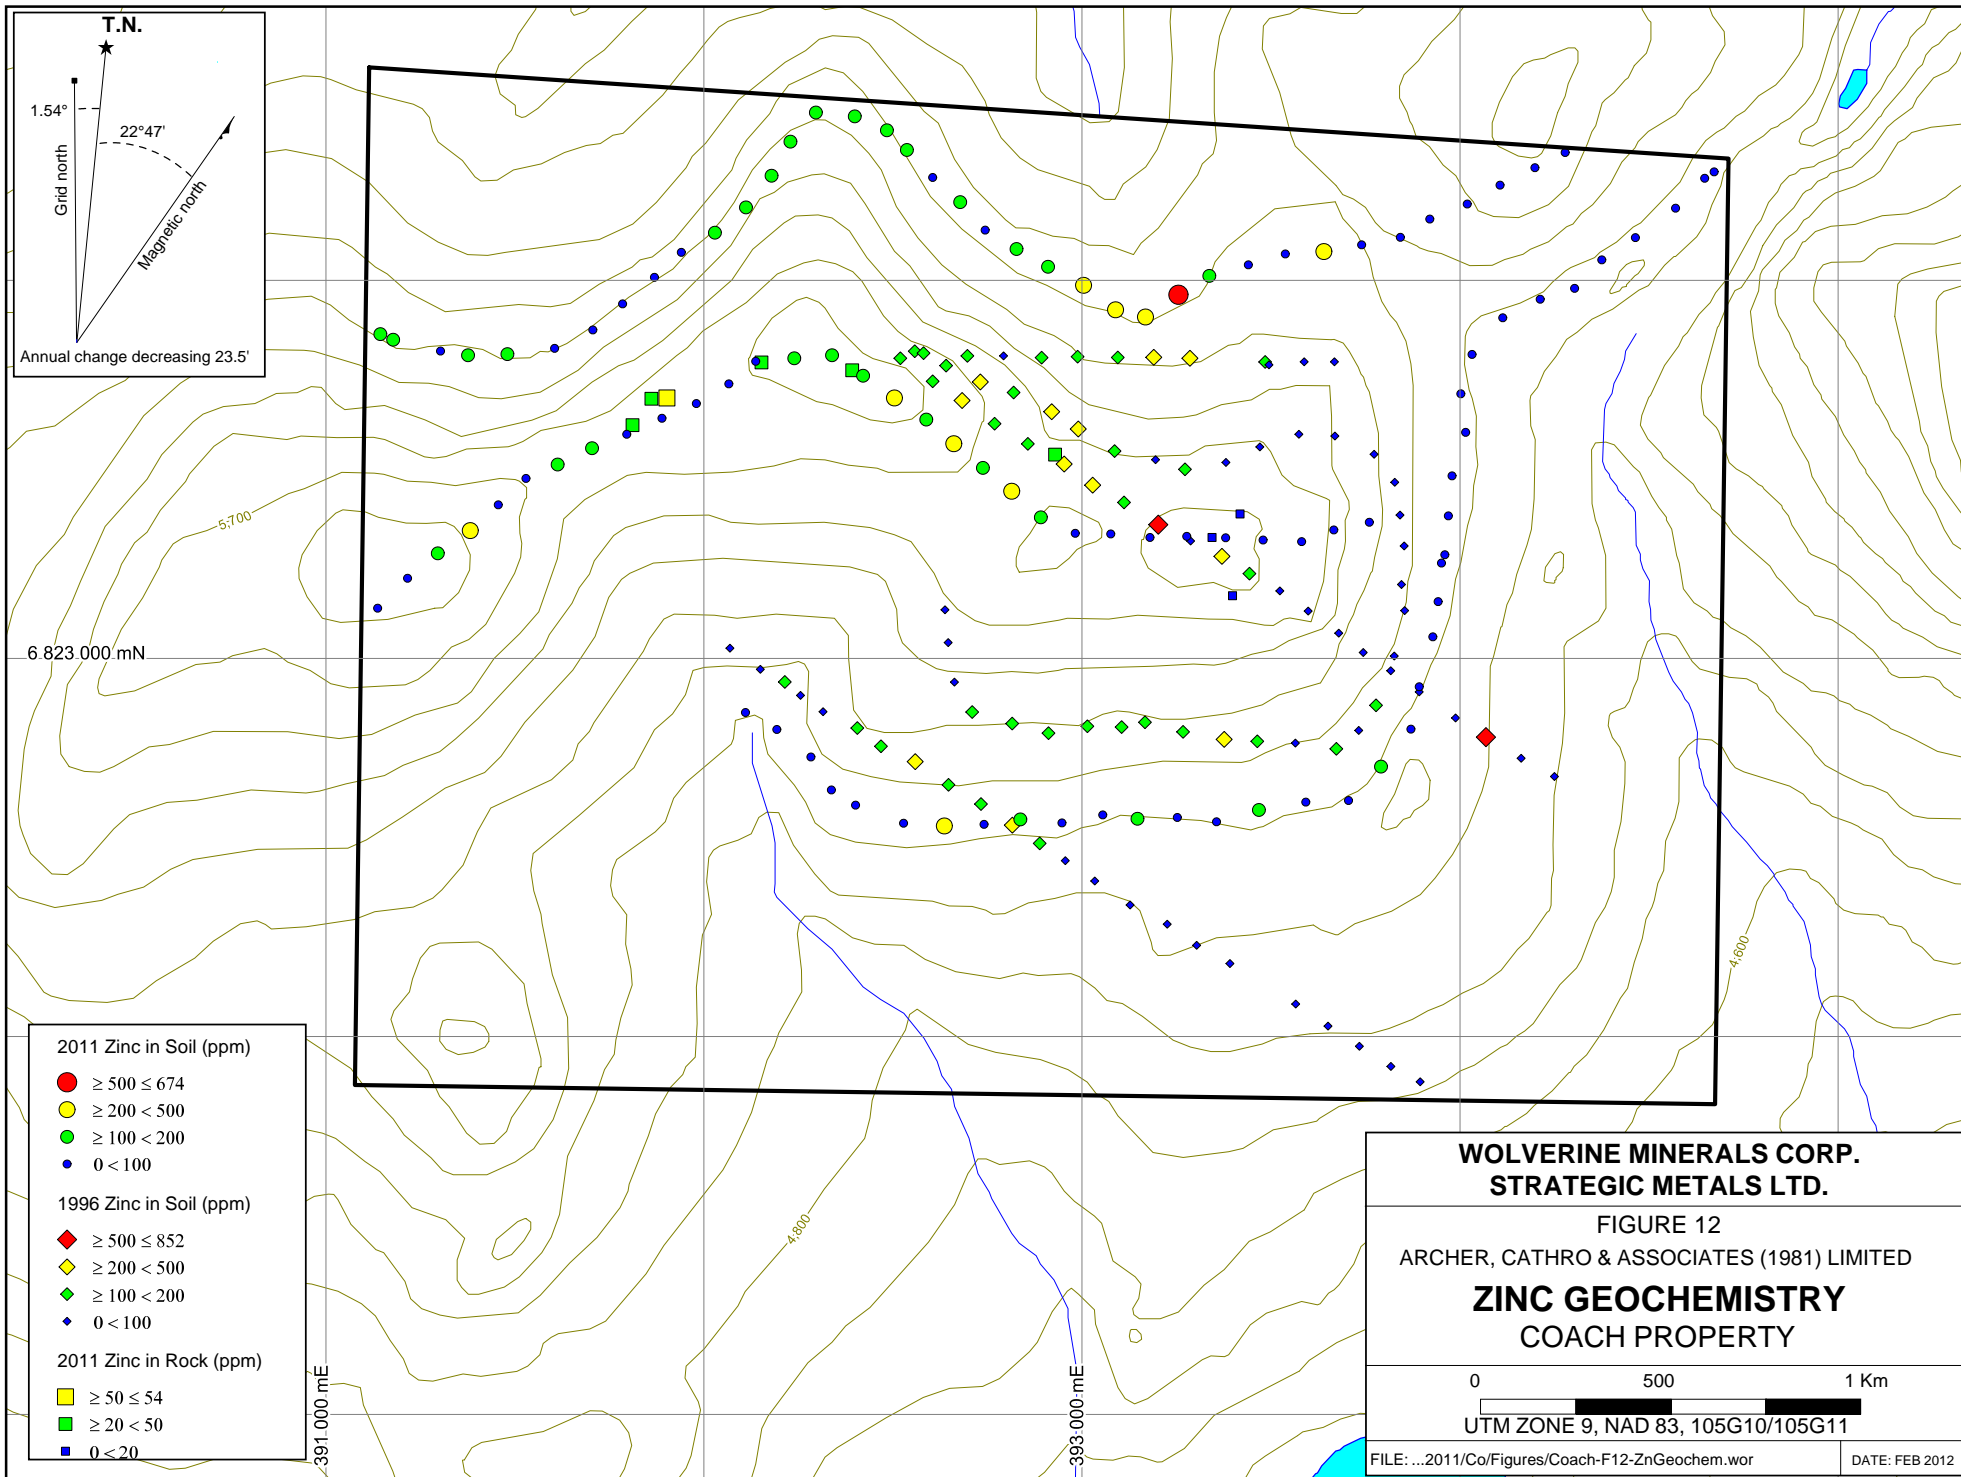 T.N.
1.54°
22°47'
Grid north
Magnetic north
Annual change decreasing 23.5'
5,700
6 823 000 mN
4,600
4,800
391 000 mE
393 000 mE
2011 Zinc in Soil (ppm)
≥ 500 ≤ 674
≥ 200 < 500
≥ 100 < 200
0 < 100
1996 Zinc in Soil (ppm)
≥ 500 ≤ 852
≥ 200 < 500
≥ 100 < 200
0 < 100
2011 Zinc in Rock (ppm)
≥ 50 ≤ 54
≥ 20 < 50
0 < 20
WOLVERINE MINERALS CORP.
STRATEGIC METALS LTD.
FIGURE 12
ARCHER, CATHRO & ASSOCIATES (1981) LIMITED
ZINC GEOCHEMISTRY
COACH PROPERTY
0 500 1 Km
UTM ZONE 9, NAD 83, 105G10/105G11
FILE: ...2011/Co/Figures/Coach-F12-ZnGeochem.wor
DATE: FEB 2012